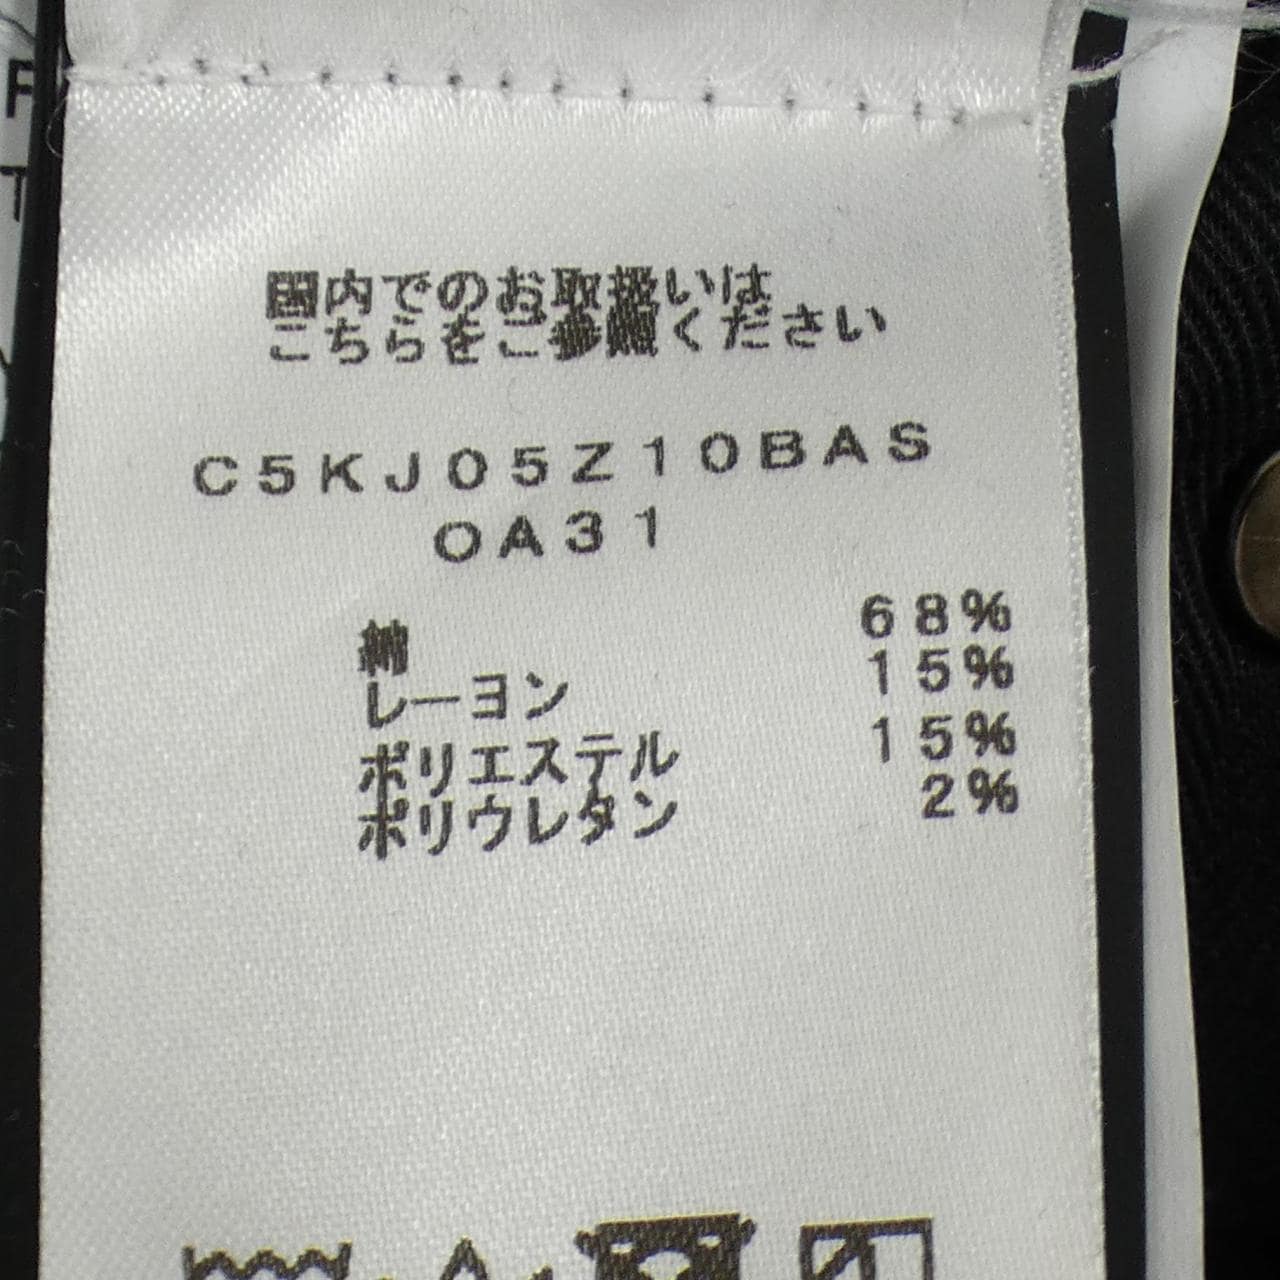 国内でのお取扱いは
こちらをご参照ください
C5KJ05Z10BAS
OA31
綿 68%
レーヨン 15%
ポリエステル 15%
ポリウレタン 2%